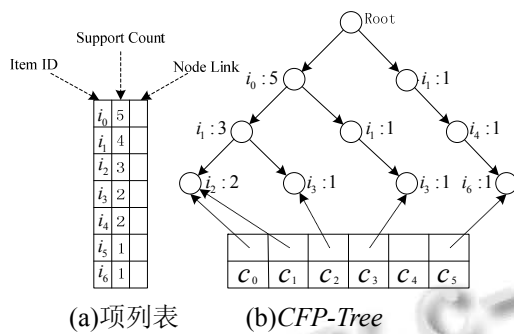 Support Count
Item ID
Node Link
Root
i₀ 5
i₁ 4
i₂ 3
i₃ 2
i₄ 2
i₅ 1
i₆ 1
i₀ : 5
i₁ : 1
i₁ : 3
i₁ : 1
i₄ : 1
i₂ : 2
i₃ : 1
i₃ : 1
i₆ : 1
c₀ c₁ c₂ c₃ c₄ c₅
(a)项列表 (b)CFP-Tree